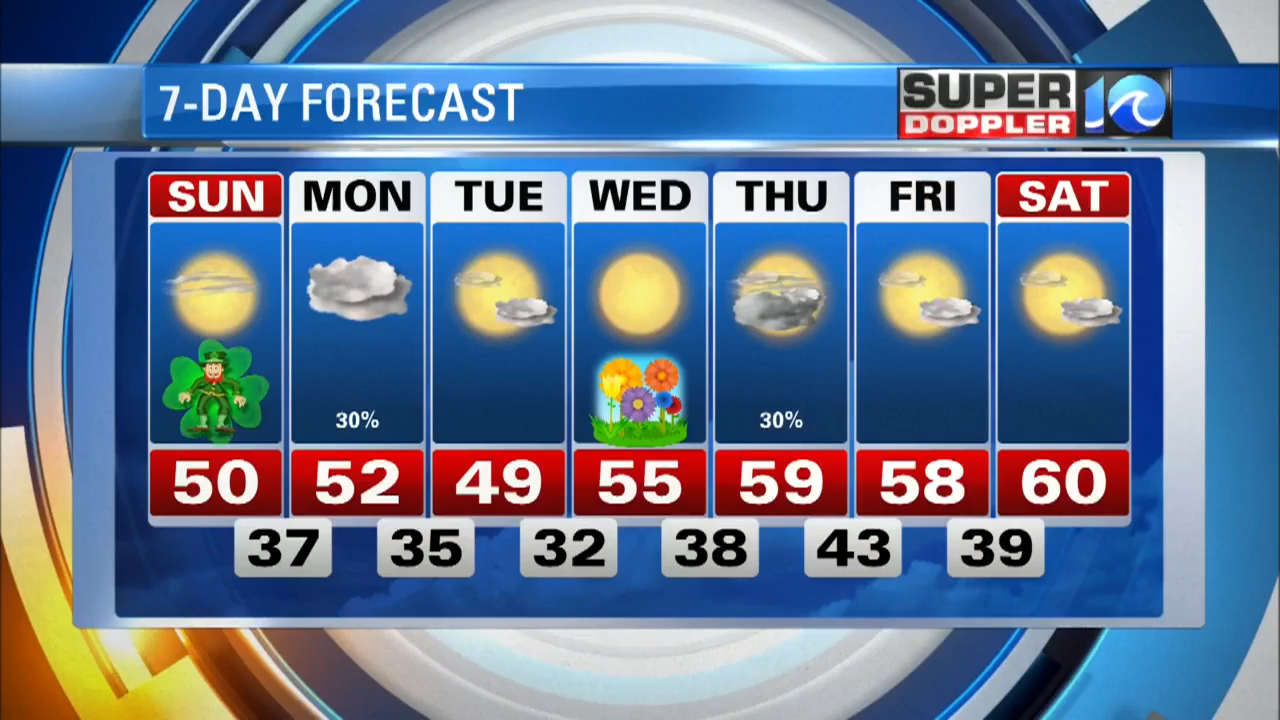 7-DAY FORECAST
SUPER
DOPPLER
10
SUN MON TUE WED THU FRI SAT
30% 30%
50 52 49 55 59 58 60
37 35 32 38 43 39